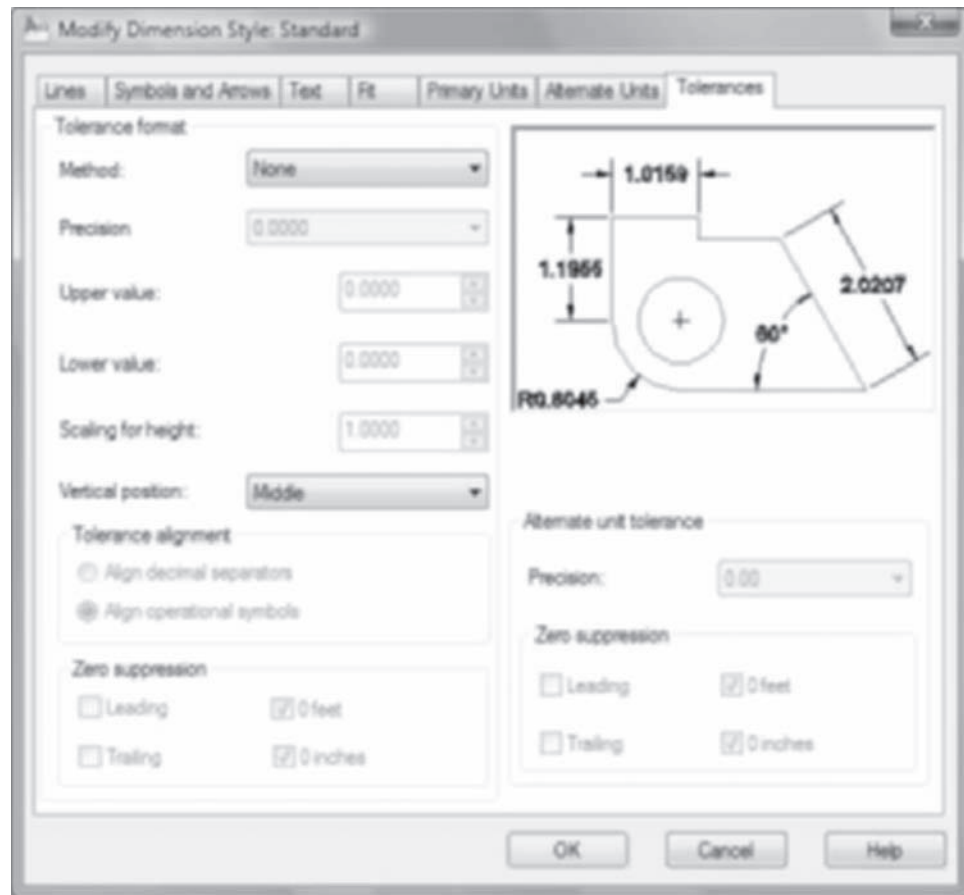 Modify Dimension Style: Standard
Lines Symbols and Arrows Text Fit Primary Units Alternate Units Tolerances
Tolerance format
Method: None
Precision 0.0000
Upper value: 0.0000
Lower value: 0.0000
Scaling for height: 1.0000
Vertical position: Middle
Tolerance alignment
Align decimal separators
Align operational symbols
Zero suppression
Leading 0 feet
Trailing 0 inches
1.0159
1.1955
2.0207
60°
R0.8045
Alternate unit tolerance
Precision: 0.00
Zero suppression
Leading 0 feet
Trailing 0 inches
OK Cancel Help